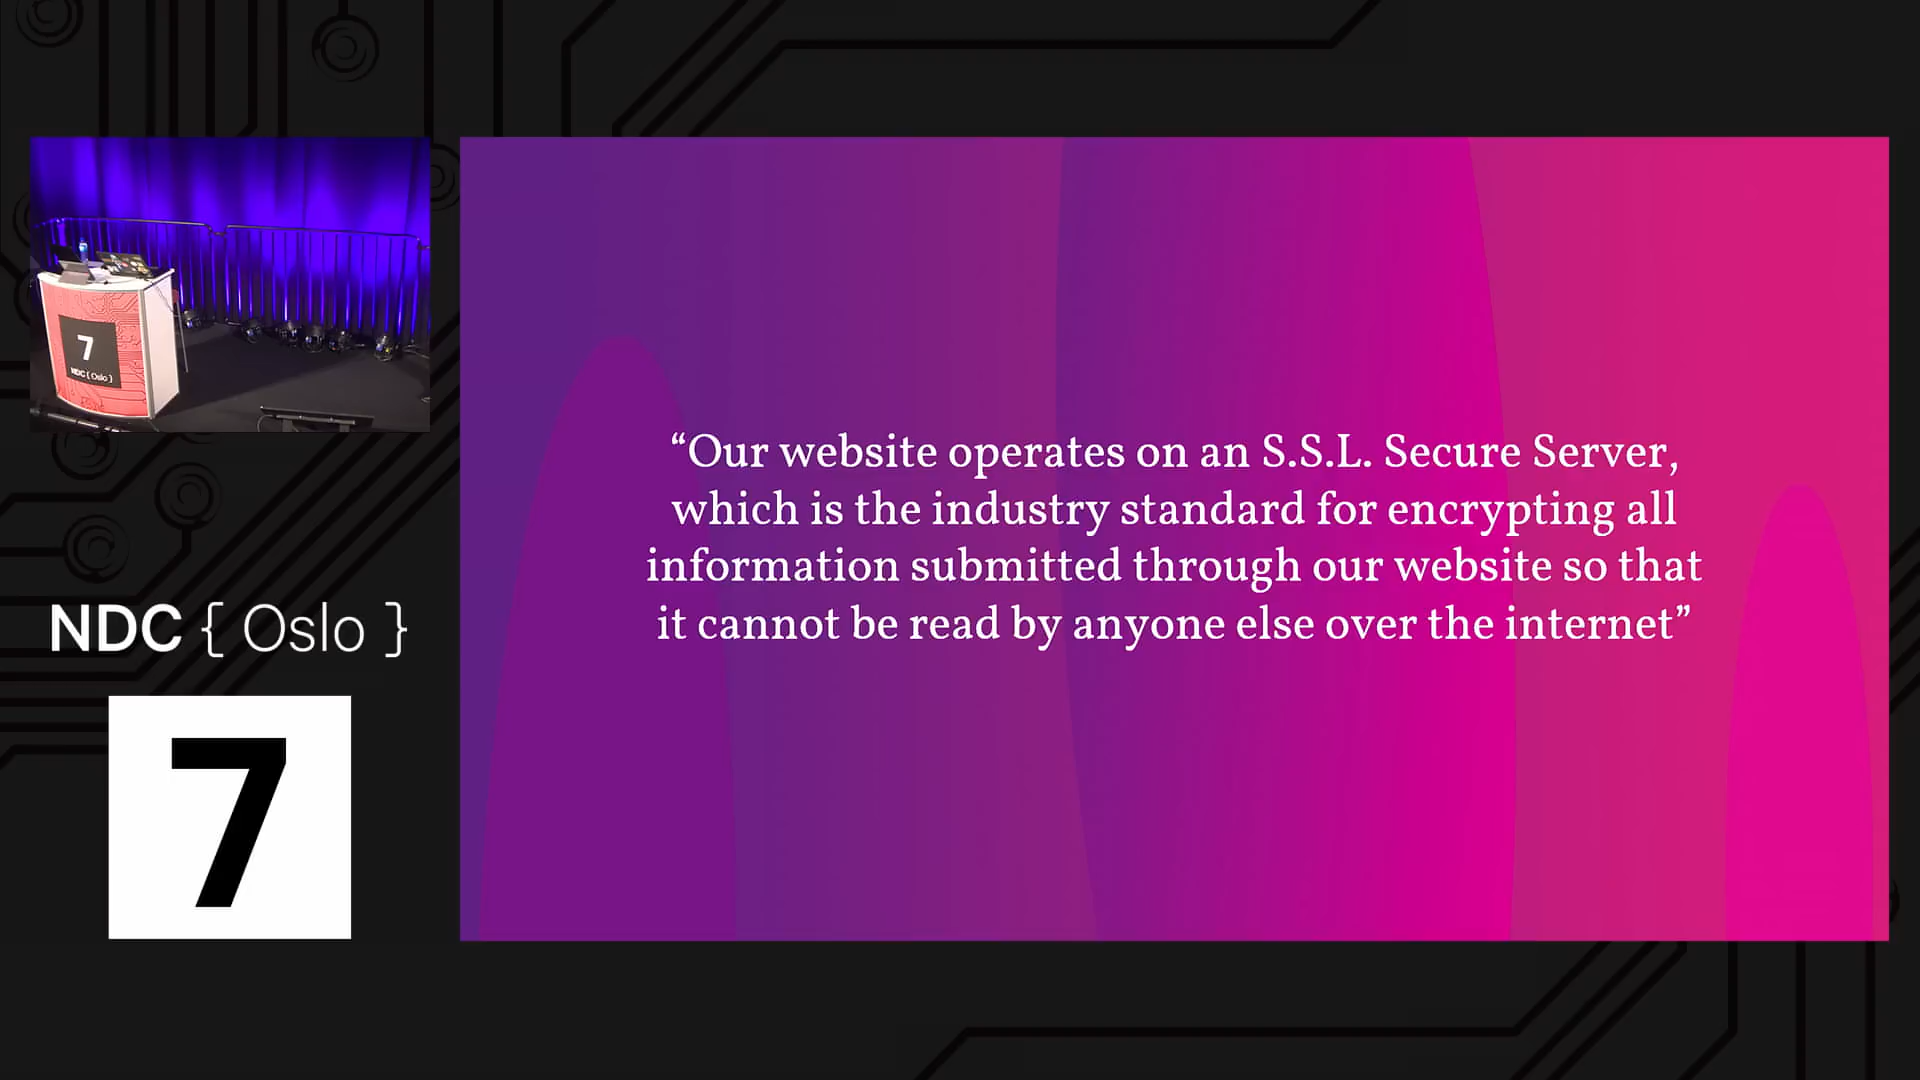 7
NDC { Oslo }
NDC { Oslo }
7
“Our website operates on an S.S.L. Secure Server,
which is the industry standard for encrypting all
information submitted through our website so that
it cannot be read by anyone else over the internet”